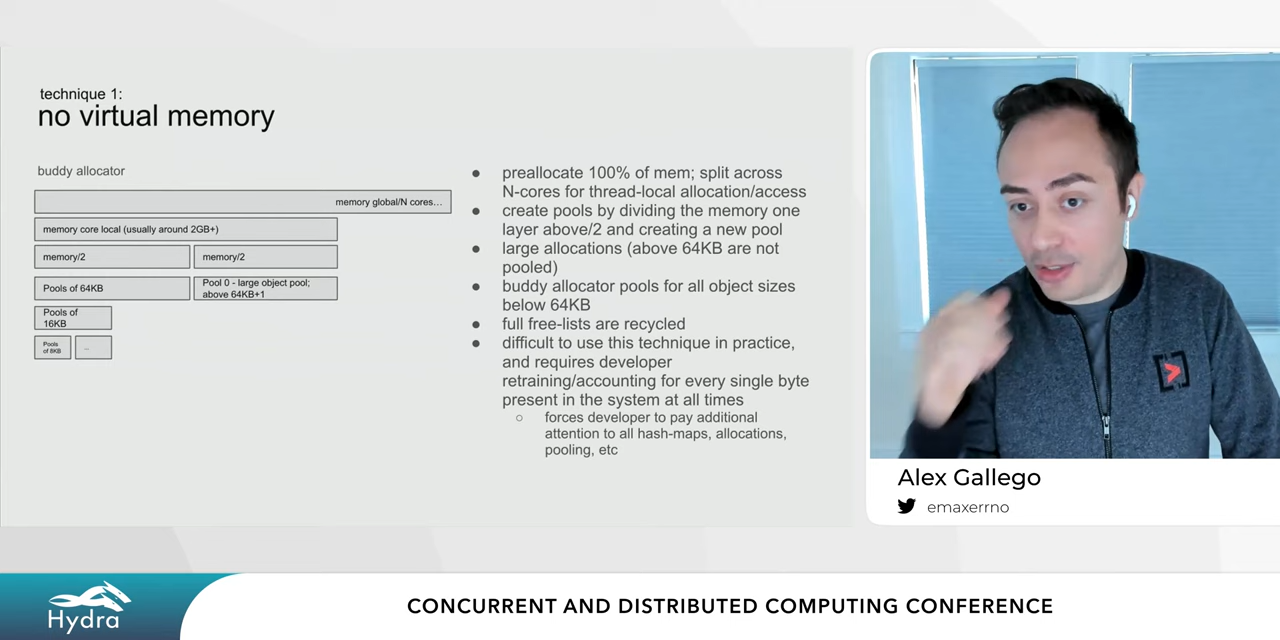 technique 1:
no virtual memory
buddy allocator
memory global/N cores...
memory core local (usually around 2GB+)
memory/2
memory/2
Pools of 64KB
Pool 0 - large object pool;
above 64KB+1
Pools of
16KB
Pools
of 8KB
...
● preallocate 100% of mem; split across
N-cores for thread-local allocation/access
● create pools by dividing the memory one
layer above/2 and creating a new pool
● large allocations (above 64KB are not
pooled)
● buddy allocator pools for all object sizes
below 64KB
● full free-lists are recycled
● difficult to use this technique in practice,
and requires developer
retraining/accounting for every single byte
present in the system at all times
○ forces developer to pay additional
attention to all hash-maps, allocations,
pooling, etc
Alex Gallego
emaxerrno
Hydra
CONCURRENT AND DISTRIBUTED COMPUTING CONFERENCE